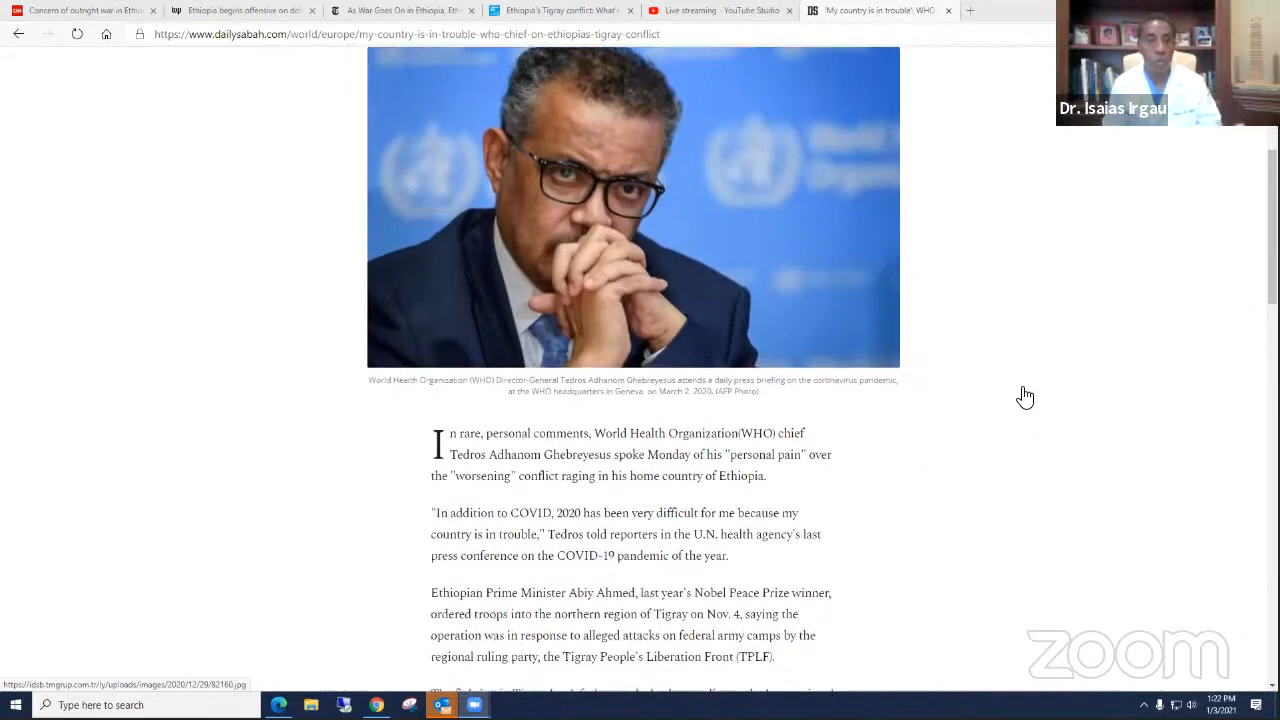 Concern of outright war in Ethio
Ethiopia begins offensive on de
As War Goes On in Ethiopia, Eth
Ethiopia's Tigray conflict: What's
Live streaming - YouTube Studio
'My country is in trouble': WHO
https://www.dailysabah.com/world/europe/my-country-is-in-trouble-who-chief-on-ethiopias-tigray-conflict
Dr. Isaias Irgau
World Health Organization (WHO) Director-General Tedros Adhanom Ghebreyesus attends a daily press briefing on the coronavirus pandemic,
at the WHO headquarters in Geneva, on March 2, 2020. (AFP Photo)
In rare, personal comments, World Health Organization(WHO) chief
Tedros Adhanom Ghebreyesus spoke Monday of his "personal pain" over
the "worsening" conflict raging in his home country of Ethiopia.
"In addition to COVID, 2020 has been very difficult for me because my
country is in trouble," Tedros told reporters in the U.N. health agency's last
press conference on the COVID-19 pandemic of the year.
Ethiopian Prime Minister Abiy Ahmed, last year's Nobel Peace Prize winner,
ordered troops into the northern region of Tigray on Nov. 4, saying the
operation was in response to alleged attacks on federal army camps by the
regional ruling party, the Tigray People's Liberation Front (TPLF).
zoom
https://idsb.tmgrup.com.tr/ly/uploads/images/2020/12/29/82160.jpg
Type here to search
1:22 PM
1/3/2021